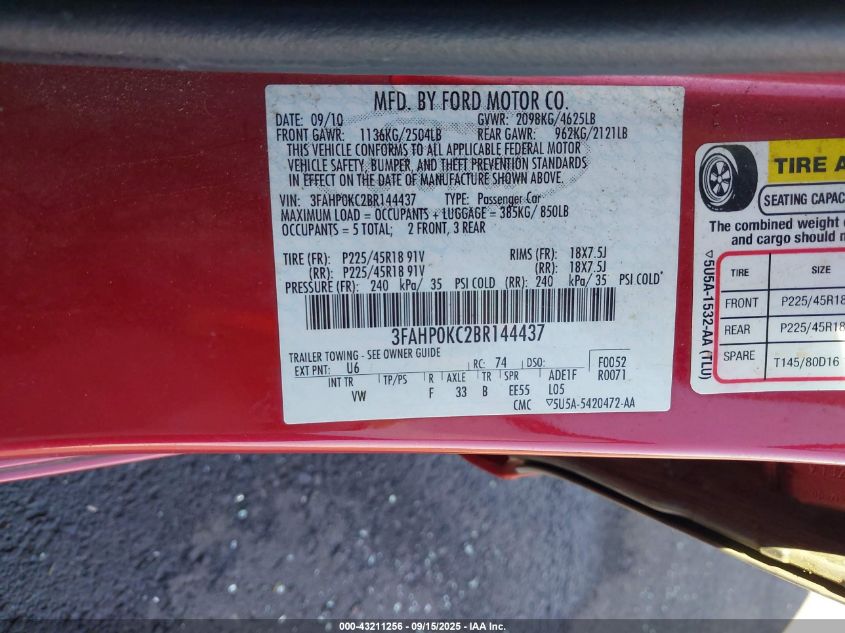 MFD. BY FORD MOTOR CO.
DATE: 09/10 GVWR: 2098KG/4625LB
FRONT GAWR: 1136KG/2504LB REAR GAWR: 962KG/2121LB
THIS VEHICLE CONFORMS TO ALL APPLICABLE FEDERAL MOTOR
VEHICLE SAFETY, BUMPER, AND THEFT PREVENTION STANDARDS
IN EFFECT ON THE DATE OF MANUFACTURE SHOWN ABOVE.
VIN: 3FAHP0KC2BR144437 TYPE: Passenger Car
MAXIMUM LOAD = OCCUPANTS + LUGGAGE = 385KG/ 850LB
OCCUPANTS = 5 TOTAL; 2 FRONT, 3 REAR
TIRE (FR): P225/45R18 91V RIMS (FR): 18X7.5J
(RR): P225/45R18 91V (RR): 18X7.5J
PRESSURE (FR): 240 kPa/ 35 PSI COLD (RR): 240 kPa/ 35 PSI COLD*
3FAHP0KC2BR144437
TRAILER TOWING - SEE OWNER GUIDE
EXT PNT: U6 RC: 74 DSO: F0052
INT TR TP/PS R AXLE TR SPR ADE1F R0071
VW F 33 B EE55 L05
CMC ▽5U5A-5420472-AA
TIRE A
SEATING CAPAC
The combined weight
and cargo should
TIRE SIZE
FRONT P225/45R18
REAR P225/45R18
SPARE T145/80D16
▽5U5A-1532-AA (TLU)
000-43211256 - 09/15/2025 - IAA Inc.